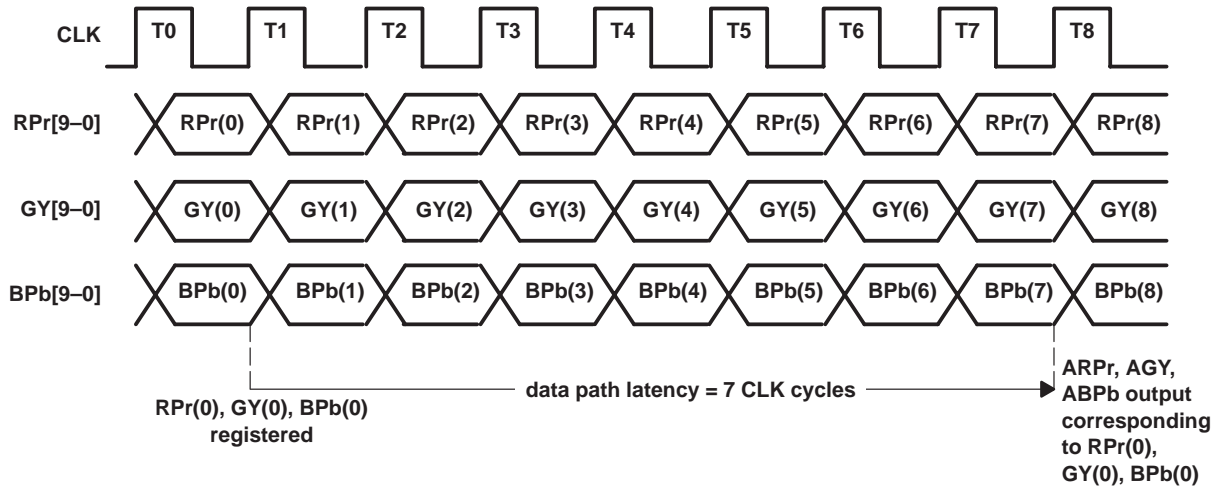 CLK T0 T1 T2 T3 T4 T5 T6 T7 T8
RPr[9–0] RPr(0) RPr(1) RPr(2) RPr(3) RPr(4) RPr(5) RPr(6) RPr(7) RPr(8)
GY[9–0] GY(0) GY(1) GY(2) GY(3) GY(4) GY(5) GY(6) GY(7) GY(8)
BPb[9–0] BPb(0) BPb(1) BPb(2) BPb(3) BPb(4) BPb(5) BPb(6) BPb(7) BPb(8)
data path latency = 7 CLK cycles
RPr(0), GY(0), BPb(0)
registered
ARPr, AGY,
ABPb output
corresponding
to RPr(0),
GY(0), BPb(0)